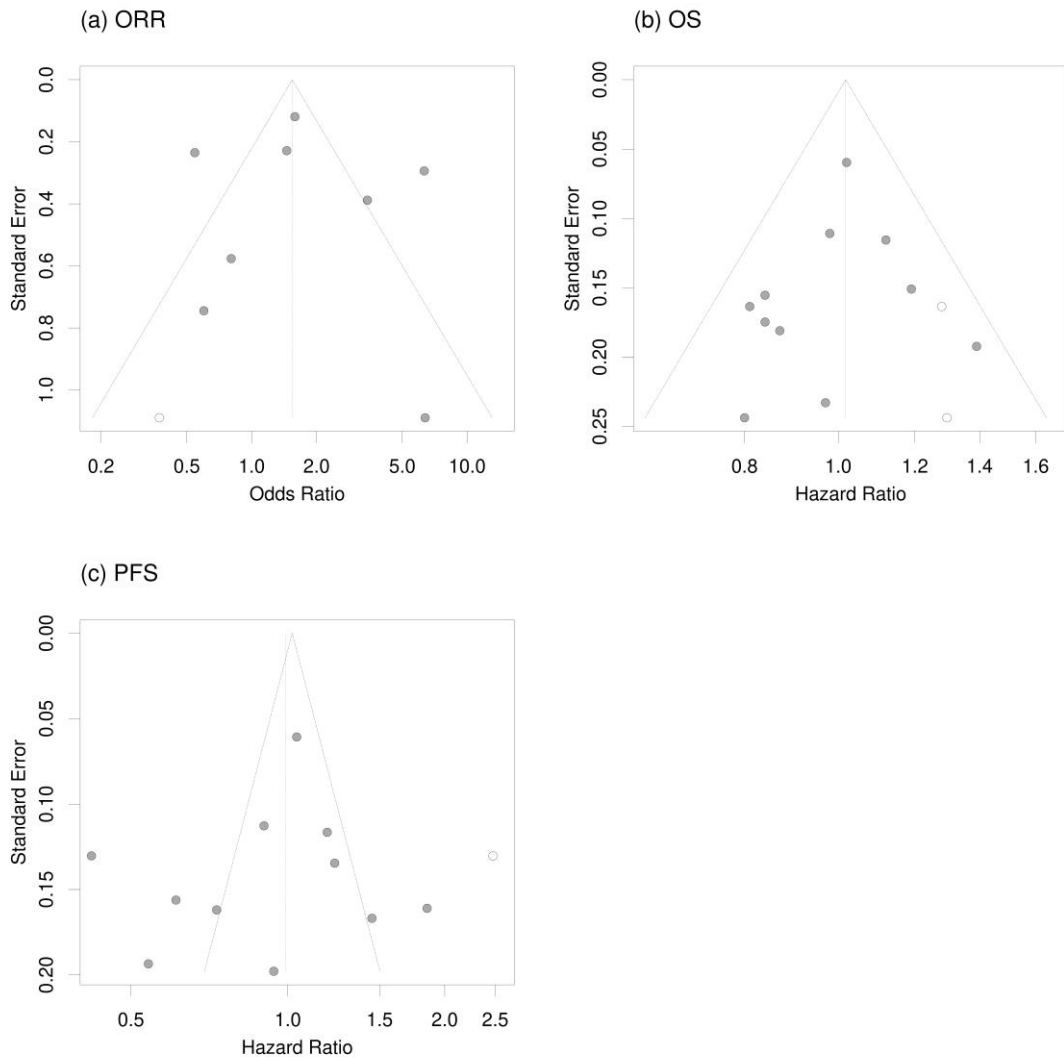 (a) ORR
0.0
0.2
0.4
0.6
0.8
1.0
Standard Error
0.2 0.5 1.0 2.0 5.0 10.0
Odds Ratio
(b) OS
0.00
0.05
0.10
0.15
0.20
0.25
Standard Error
0.8 1.0 1.2 1.4 1.6
Hazard Ratio
(c) PFS
0.00
0.05
0.10
0.15
0.20
Standard Error
0.5 1.0 1.5 2.0 2.5
Hazard Ratio